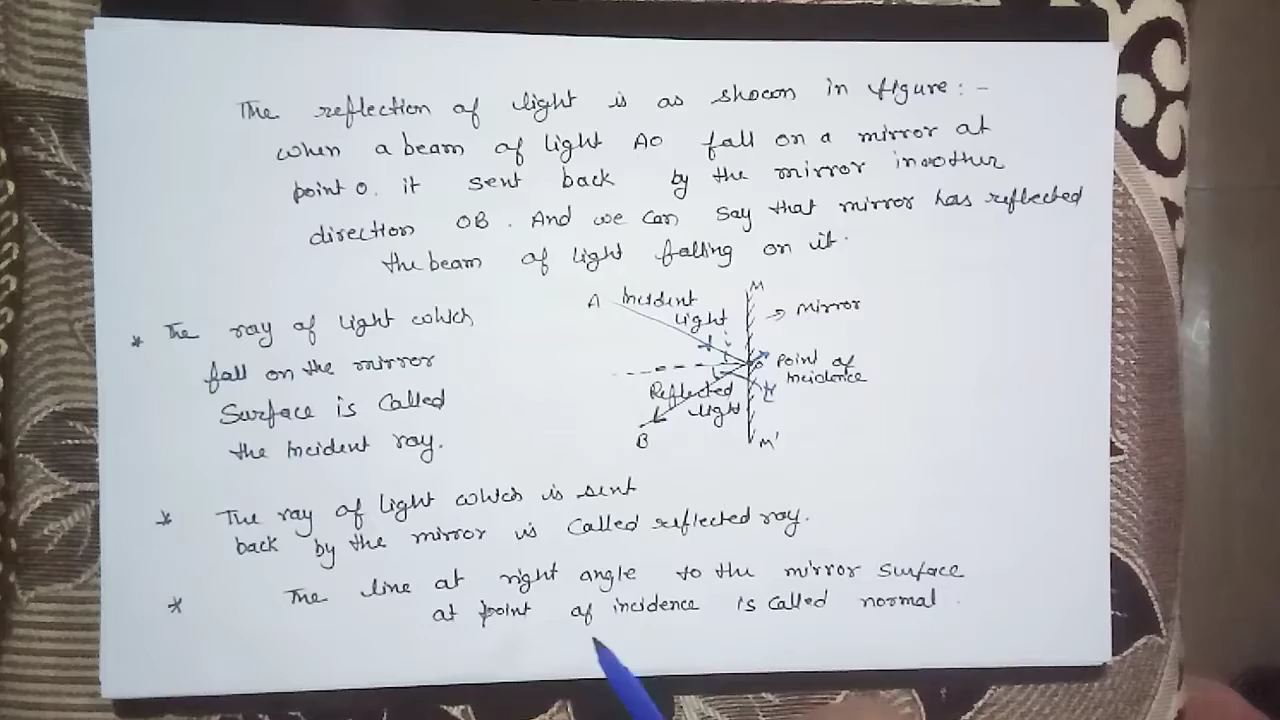 The reflection of light is as shown in figure: -
when a beam of light AO fall on a mirror at
point O. it sent back by the mirror in another
direction OB. And we can say that mirror has reflected
the beam of light falling on it.
* The ray of light which
fall on the mirror
Surface is called
the incident ray.
A Incident
light
M
→ mirror
i
O
Point of
incidence
r
Reflected
light
B
M'
* The ray of light which is sent
back by the mirror is called reflected ray.
* The line at right angle to the mirror surface
at point of incidence is called normal.